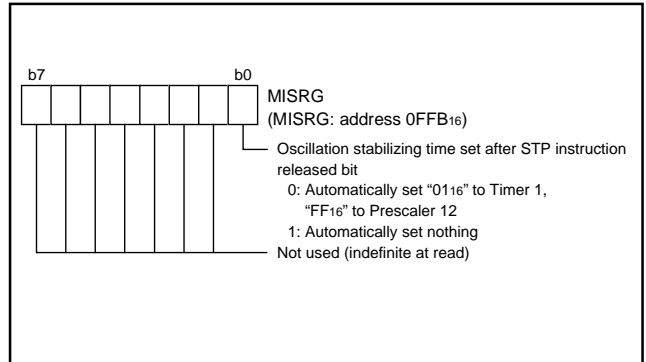 b7 b0
MISRG
(MISRG: address 0FFB16)
Oscillation stabilizing time set after STP instruction
released bit
0: Automatically set “0116” to Timer 1,
“FF16” to Prescaler 12
1: Automatically set nothing
Not used (indefinite at read)